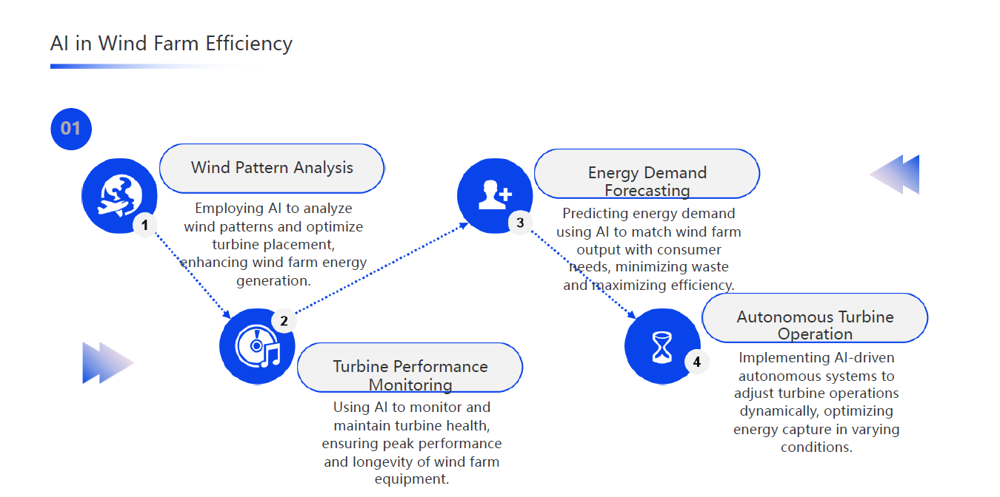 AI in Wind Farm Efficiency
01
1
Wind Pattern Analysis
Employing AI to analyze
wind patterns and optimize
turbine placement,
enhancing wind farm energy
generation.
2
Turbine Performance
Monitoring
Using AI to monitor and
maintain turbine health,
ensuring peak performance
and longevity of wind farm
equipment.
3
Energy Demand
Forecasting
Predicting energy demand
using AI to match wind farm
output with consumer
needs, minimizing waste
and maximizing efficiency.
4
Autonomous Turbine
Operation
Implementing AI-driven
autonomous systems to
adjust turbine operations
dynamically, optimizing
energy capture in varying
conditions.